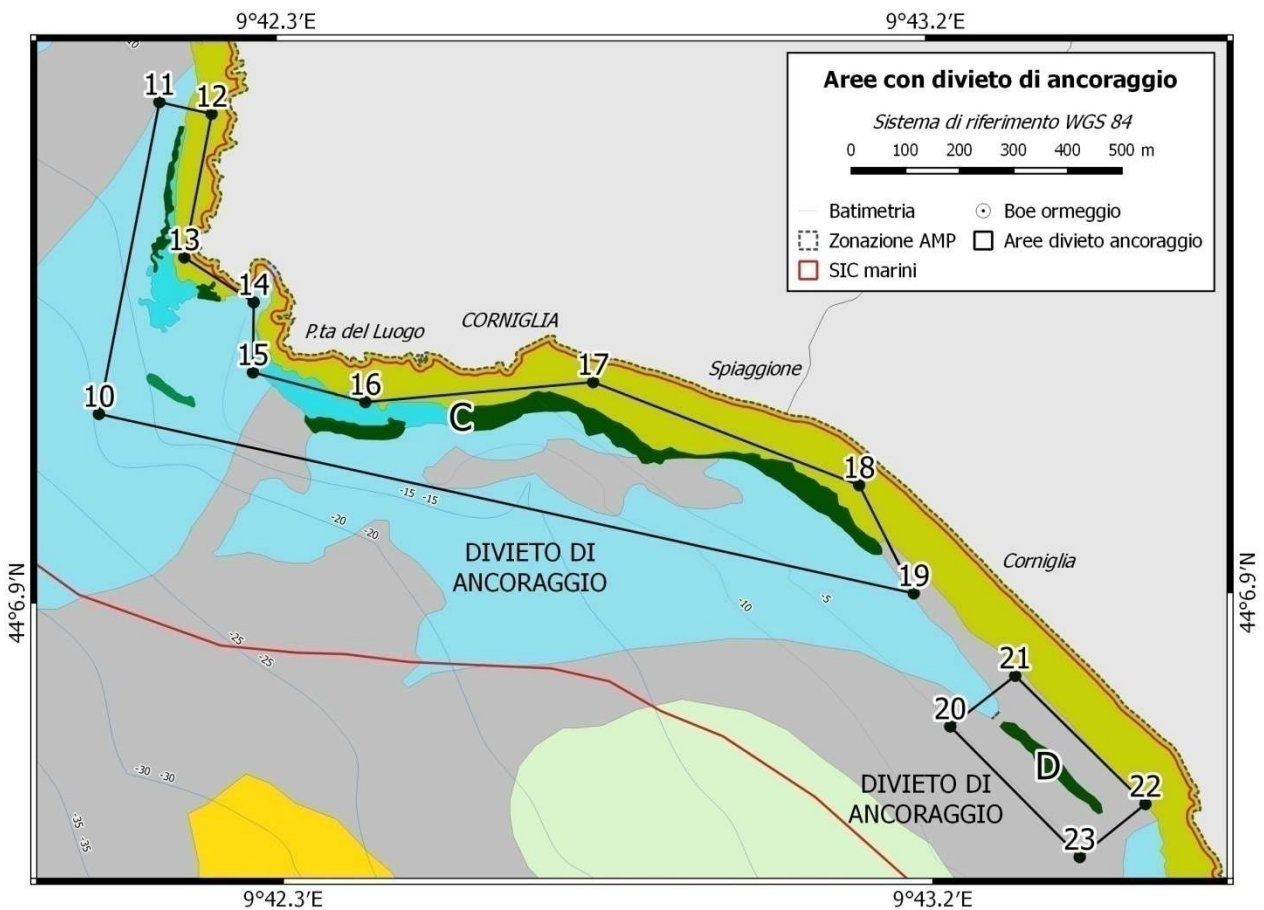 9°42.3'E
9°43.2'E
Aree con divieto di ancoraggio
Sistema di riferimento WGS 84
0 100 200 300 400 500 m
Batimetria
Boe ormeggio
Zonazione AMP
Aree divieto ancoraggio
SIC marini
-10
11
12
13
14
P.ta del Luogo
CORNIGLIA
15
16
17
Spiaggione
10
C
18
-15 -15
-20
-20
DIVIETO DI
ANCORAGGIO
19
Corniglia
44°6.9'N
44°6.9'N
-5
-10
-25
-25
21
20
D
DIVIETO DI
ANCORAGGIO
22
23
-30 -30
-35
-35
9°42.3'E
9°43.2'E